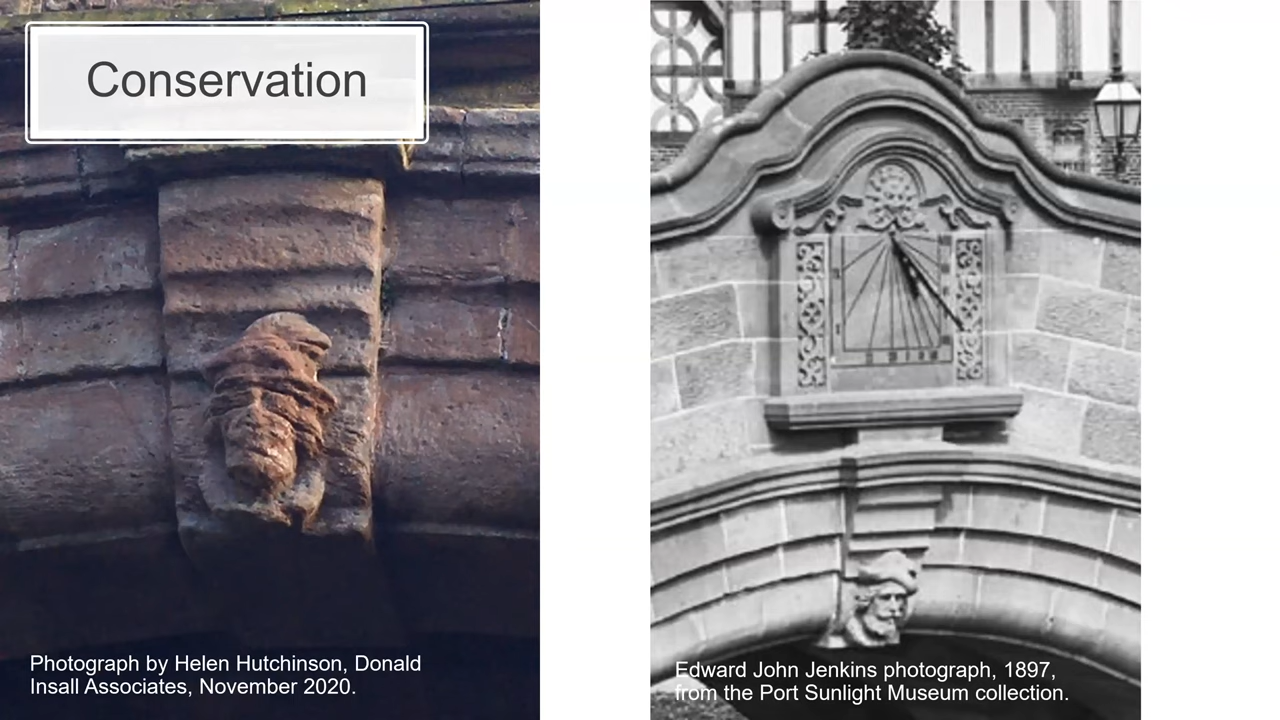 Conservation
Photograph by Helen Hutchinson, Donald
Insall Associates, November 2020.
Edward John Jenkins photograph, 1897,
from the Port Sunlight Museum collection.